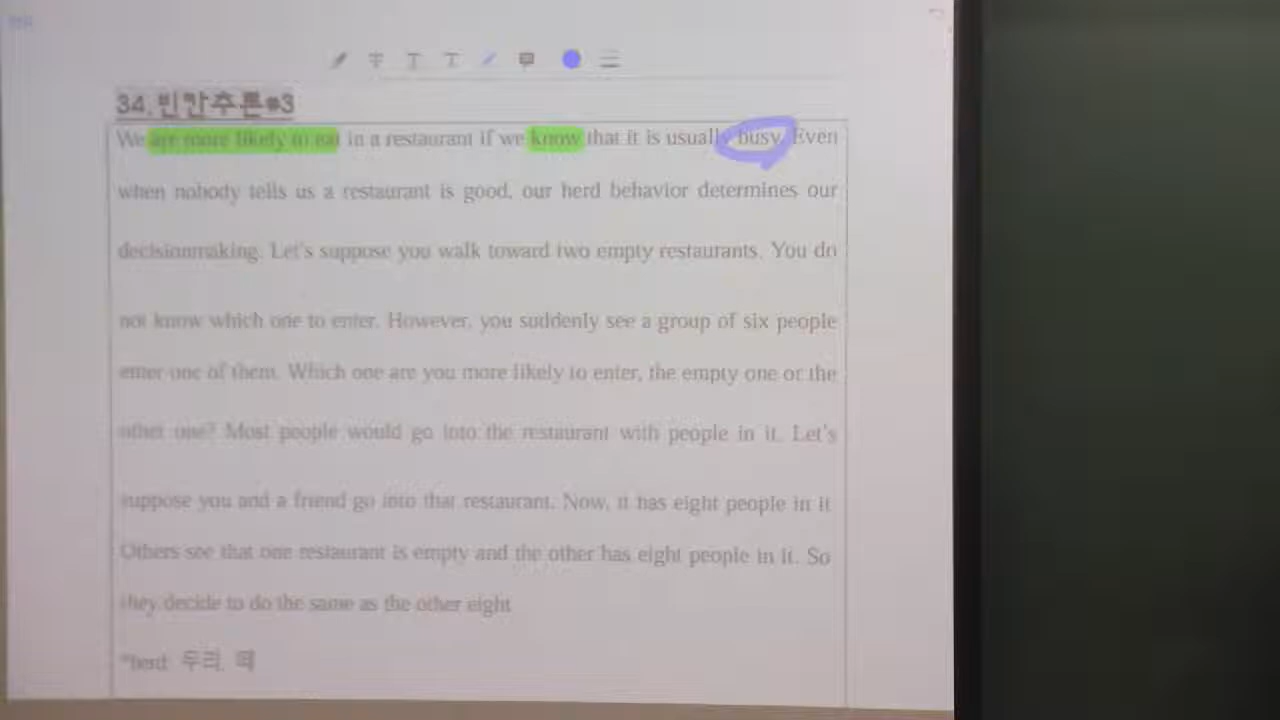 34.빈칸추론#3
We are more likely to eat in a restaurant if we know that it is usually busy. Even
when nobody tells us a restaurant is good, our herd behavior determines our
decisionmaking. Let's suppose you walk toward two empty restaurants. You do
not know which one to enter. However, you suddenly see a group of six people
enter one of them. Which one are you more likely to enter, the empty one or the
other one? Most people would go into the restaurant with people in it. Let's
suppose you and a friend go into that restaurant. Now, it has eight people in it
Others see that one restaurant is empty and the other has eight people in it. So
they decide to do the same as the other eight
*herd: 무리, 떼